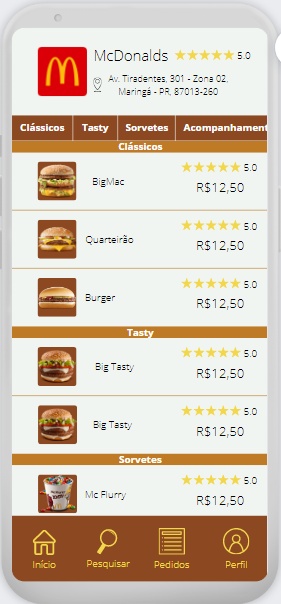 McDonalds 5.0
Av. Tiradentes, 301 - Zona 02,
Maringá - PR, 87013-260
Clássicos Tasty Sorvetes Acompanhament
Clássicos
5.0
BigMac
R$12,50
5.0
Quarteirão
R$12,50
5.0
Burger
R$12,50
Tasty
5.0
Big Tasty
R$12,50
5.0
Big Tasty
R$12,50
Sorvetes
5.0
Mc Flurry
R$12,50
Início Pesquisar Pedidos Perfil